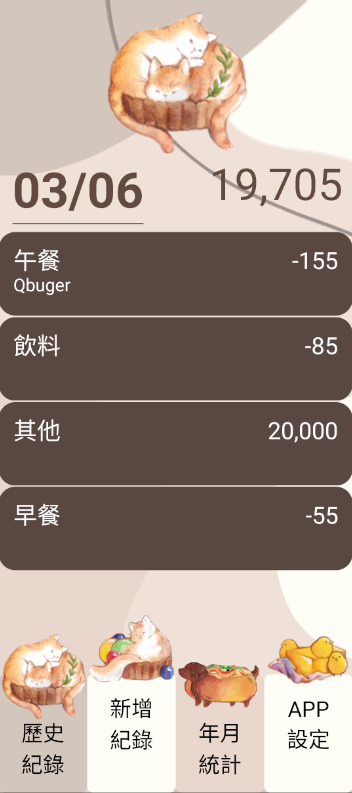 03/06 19,705
午餐 -155
Qbuger
飲料 -85
其他 20,000
早餐 -55
歷史
紀錄
新增
紀錄
年月
統計
APP
設定